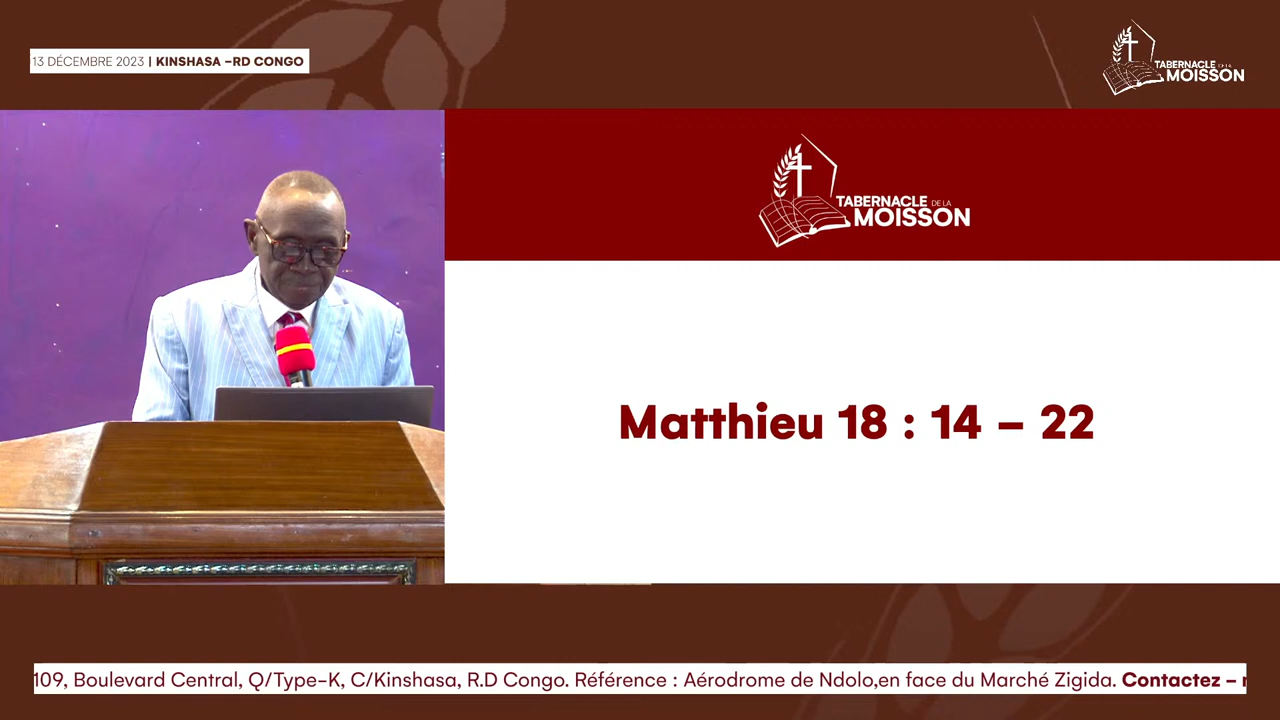 13 DÉCEMBRE 2023 | KINSHASA –RD CONGO
TABERNACLE DE LA
MOISSON
TABERNACLE DE LA
MOISSON
Matthieu 18 : 14 – 22
109, Boulevard Central, Q/Type-K, C/Kinshasa, R.D Congo. Référence : Aérodrome de Ndolo,en face du Marché Zigida. Contactez –